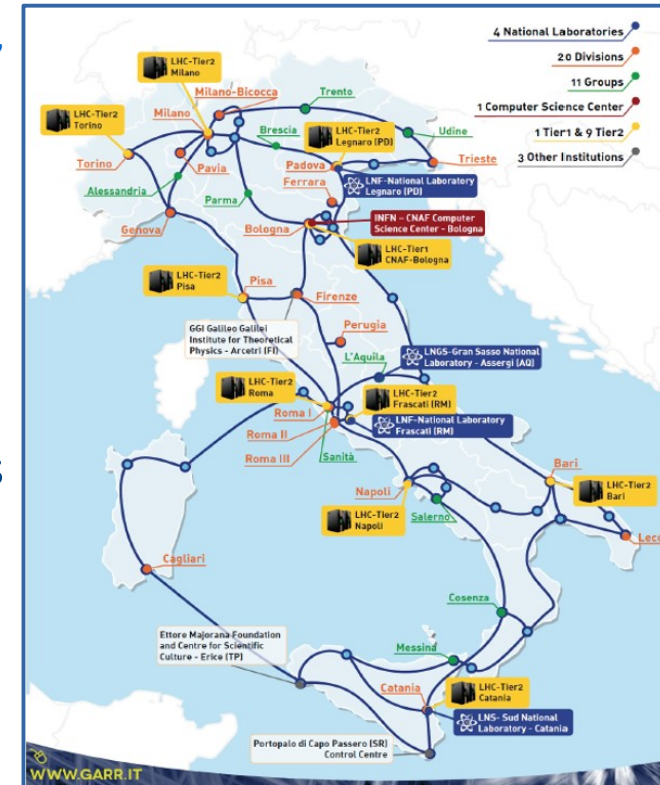 4 National Laboratories
20 Divisions
11 Groups
1 Computer Science Center
1 Tier1 & 9 Tier2
3 Other Institutions
LHC-Tier2
Milano
Milano-Bicocca
Trento
LHC-Tier2
Torino
Milano
Brescia
LHC-Tier2
Legnaro (PD)
Udine
Torino
Pavia
Padova
Trieste
Ferrara
LNF-National Laboratory
Legnaro (PD)
Alessandria
Parma
Genova
Bologna
INFN - CNAF Computer
Science Center - Bologna
LHC-Tier1
CNAF-Bologna
LHC-Tier2
Pisa
Pisa
Firenze
GGI Galileo Galilei
Institute for Theoretical
Physics - Arcetri (FI)
Perugia
L'Aquila
LNGS-Gran Sasso National
Laboratory - Assergi (AQ)
LHC-Tier2
Roma
LHC-Tier2
Frascati (RM)
Roma I
Roma II
Roma III
LNF-National Laboratory
Frascati (RM)
Sanità
Bari
LHC-Tier2
Bari
Napoli
LHC-Tier2
Napoli
Salerno
Lecc
Cagliari
Cosenza
Ettore Majorana Foundation
and Centre for Scientific
Culture - Erice (TP)
Messina
Catania
LHC-Tier2
Catania
LNS- Sud National
Laboratory - Catania
Portopalo di Capo Passero (SR)
Control Centre
WWW.GARR.IT